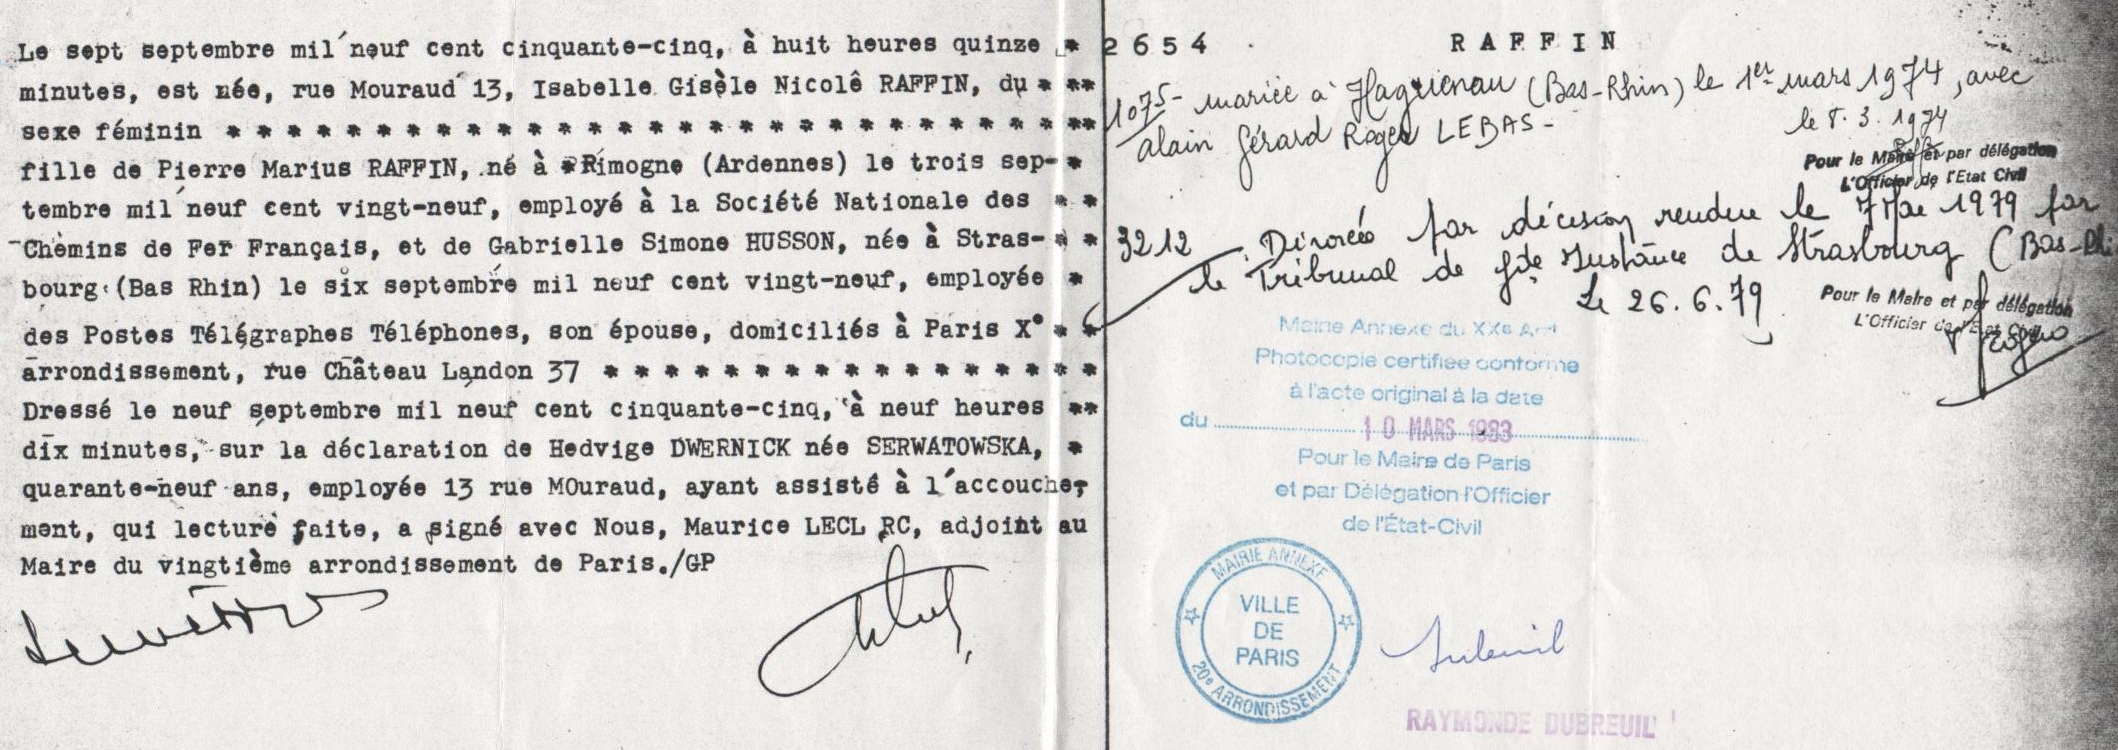 Le sept septembre mil neuf cent cinquante-cinq, à huit heures quinze *
minutes, est née, rue Mouraud 13, Isabelle Gisèle Nicolê RAFFIN, du * **
sexe féminin * * * * * * * * * * * * * * * * * * * * * * * * * * * * **
fille de Pierre Marius RAFFIN, né à *Rimogne (Ardennes) le trois sep- *
tembre mil neuf cent vingt-neuf, employé à la Société Nationale des * *
Chemins de Fer Français, et de Gabrielle Simone HUSSON, née à Stras- * *
bourg (Bas Rhin) le six septembre mil neuf cent vingt-neuf, employée *
des Postes Télégraphes Téléphones, son épouse, domiciliés à Paris X° * *
arrondissement, rue Château Landon 37 * * * * * * * * * * * * * * * * *
Dressé le neuf septembre mil neuf cent cinquante-cinq, à neuf heures **
dix minutes, sur la déclaration de Hedvige DWERNICK née SERWATOWSKA, *
quarante-neuf ans, employée 13 rue MOuraud, ayant assisté à l'accouche-
ment, qui lecture faite, a signé avec Nous, Maurice LECL RC, adjoint au
Maire du vingtième arrondissement de Paris./GP
2654
RAFFIN
1075- mariée à Haguenau (Bas-Rhin) le 1er mars 1974, avec
Alain Gérard Roger LEBAS-
le 8.3.1974
Pour le Maire et par délégation
L'Officier de l'Etat Civil
3212 Divorcée par décision rendue le 7 Mai 1979 par
le Tribunal de Gde Instance de Strasbourg (Bas-Rhi
Le 26.6.79
Pour le Maire et par délégation
L'Officier de l'Etat Civil
Mairie Annexe du XXe Arrt
Photocopie certifiée conforme
à l'acte original à la date
du 10 MARS 1983
Pour le Maire de Paris
et par Délégation l'Officier
de l'État-Civil
MAIRIE ANNEXE
VILLE
DE
PARIS
20e ARRONDISSEMENT
RAYMONDE DUBREUIL